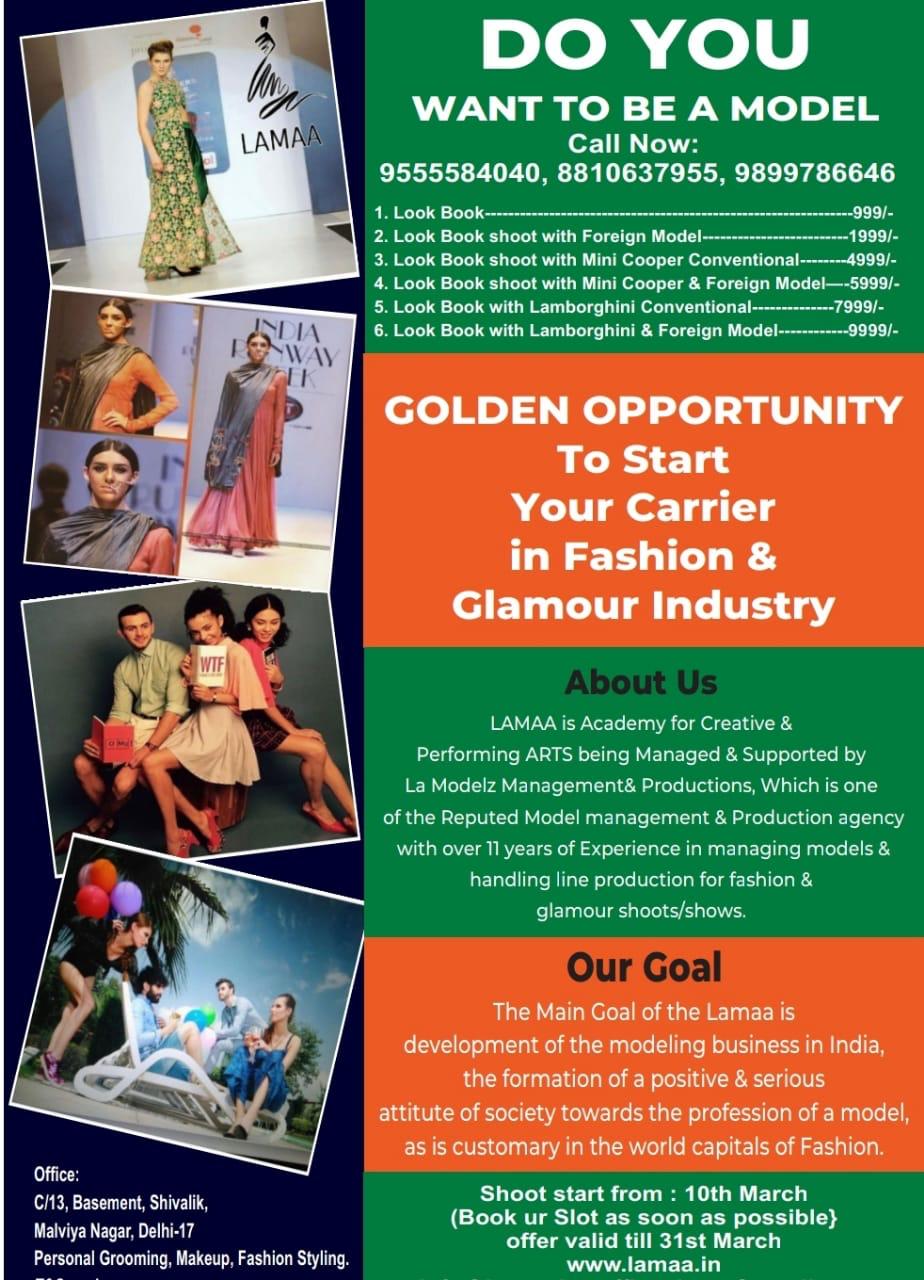 LAMAA
INDIA
RUNWAY
WEEK
WTF
DO YOU
WANT TO BE A MODEL
Call Now:
9555584040, 8810637955, 9899786646
1. Look Book---------------------------------------------------------------999/-
2. Look Book shoot with Foreign Model-------------------------1999/-
3. Look Book shoot with Mini Cooper Conventional--------4999/-
4. Look Book shoot with Mini Cooper & Foreign Model—--5999/-
5. Look Book with Lamborghini Conventional--------------7999/-
6. Look Book with Lamborghini & Foreign Model------------9999/-
GOLDEN OPPORTUNITY
To Start
Your Carrier
in Fashion &
Glamour Industry
About Us
LAMAA is Academy for Creative &
Performing ARTS being Managed & Supported by
La Modelz Management& Productions, Which is one
of the Reputed Model management & Production agency
with over 11 years of Experience in managing models &
handling line production for fashion &
glamour shoots/shows.
Our Goal
The Main Goal of the Lamaa is
development of the modeling business in India,
the formation of a positive & serious
attitute of society towards the profession of a model,
as is customary in the world capitals of Fashion.
Office:
C/13, Basement, Shivalik,
Malviya Nagar, Delhi-17
Personal Grooming, Makeup, Fashion Styling.
Shoot start from : 10th March
(Book ur Slot as soon as possible}
offer valid till 31st March
www.lamaa.in